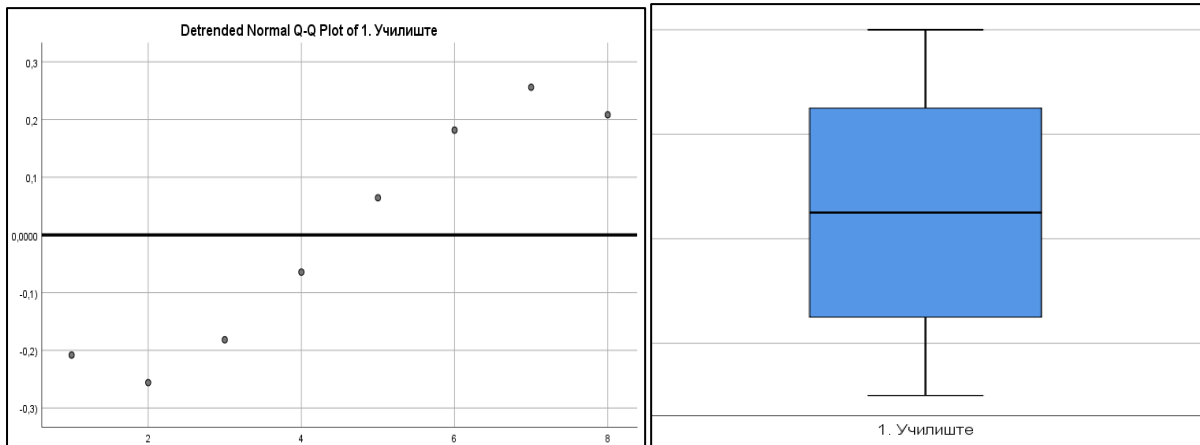 Detrended Normal Q-Q Plot of 1. Училиште
0,3
0,2
0,1
0,0000
-0,1)
-0,2)
-0,3)
2 4 6 8
1. Училиште